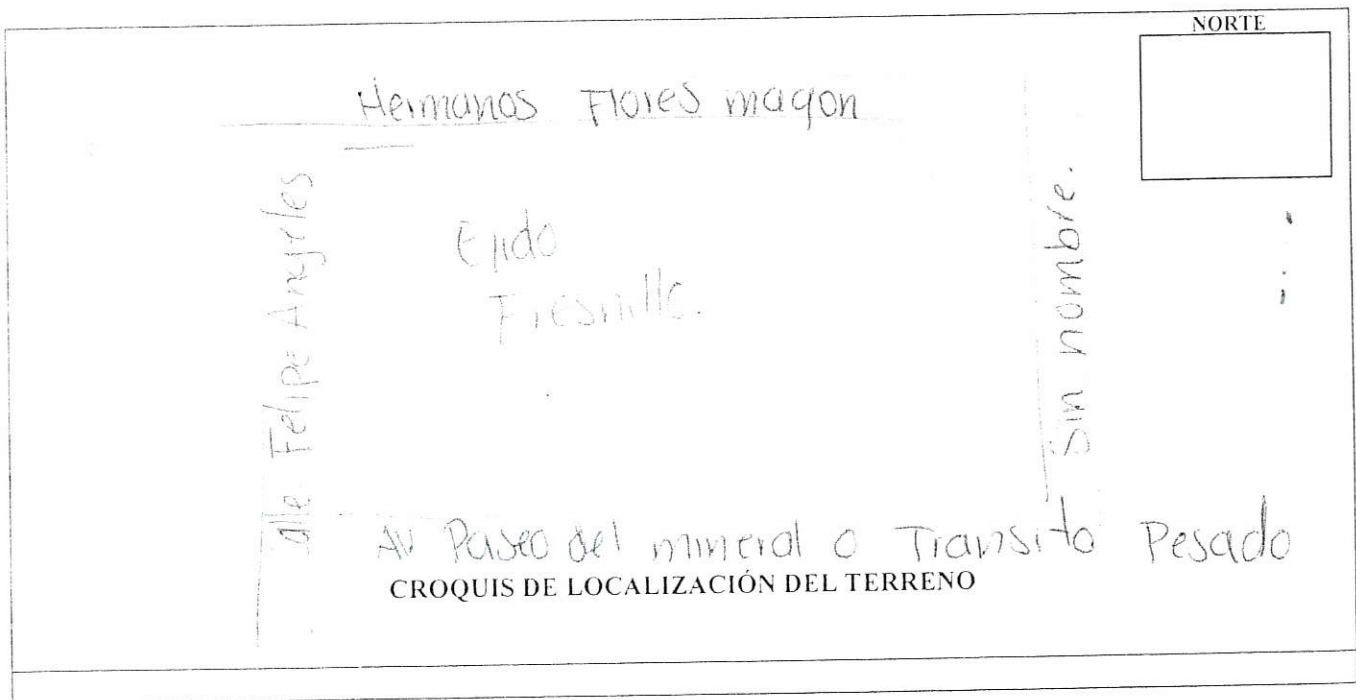 NORTE
Hermanos Flores magon
alle Felipe Angeles
Ejido
Fresnillo.
Sin nombre.
Av Paseo del mineral o Transito Pesado
CROQUIS DE LOCALIZACIÓN DEL TERRENO